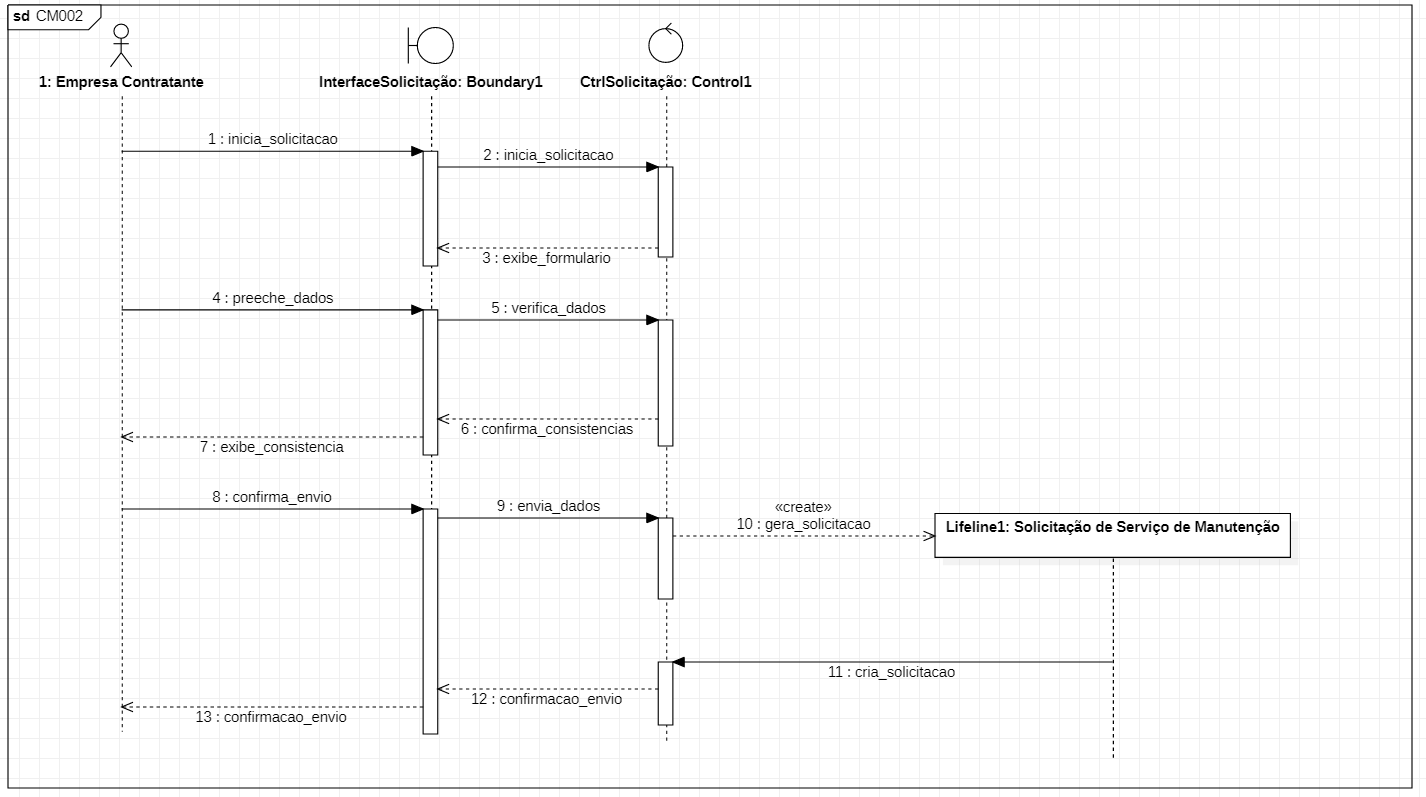 sd CM002
1: Empresa Contratante
InterfaceSolicitação: Boundary1
CtrlSolicitação: Control1
1 : inicia_solicitacao
2 : inicia_solicitacao
3 : exibe_formulario
4 : preeche_dados
5 : verifica_dados
6 : confirma_consistencias
7 : exibe_consistencia
8 : confirma_envio
9 : envia_dados
«create»
10 : gera_solicitacao
Lifeline1: Solicitação de Serviço de Manutenção
11 : cria_solicitacao
12 : confirmacao_envio
13 : confirmacao_envio